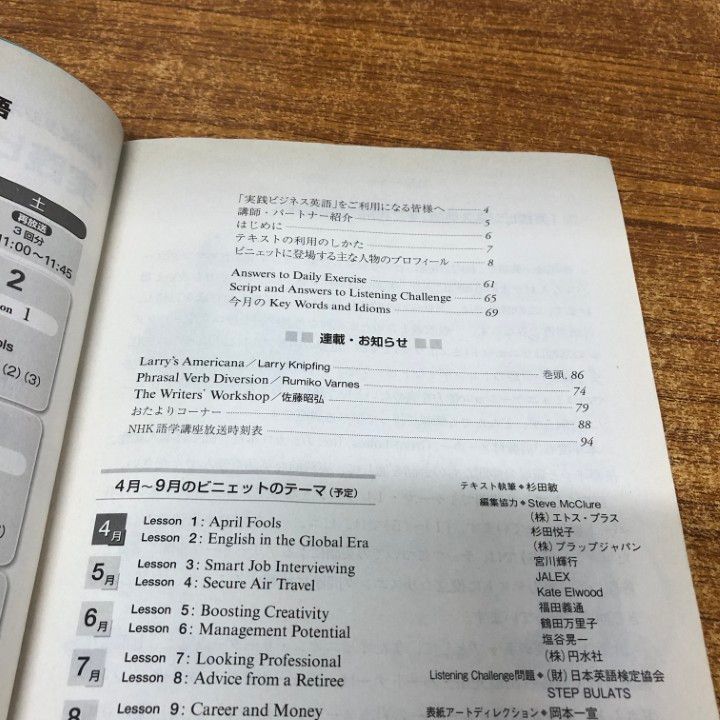 語
土
再放送
3回分
11:00〜11:45
2
on 1
ols
(2)(3)
「実践ビジネス英語」をご利用になる皆様へ 4
講師・パートナー紹介 5
はじめに 6
テキストの利用のしかた 7
ビニェットに登場する主な人物のプロフィール 8
Answers to Daily Exercise 61
Script and Answers to Listening Challenge 65
今月の Key Words and Idioms 69
連載・お知らせ
Larry's Americana／Larry Knipfing 巻頭, 86
Phrasal Verb Diversion／Rumiko Varnes 74
The Writers' Workshop／佐藤昭弘 79
おたよりコーナー 88
NHK語学講座放送時刻表 94
4月〜9月のビニェットのテーマ（予定）
4月 Lesson 1: April Fools
Lesson 2: English in the Global Era
5月 Lesson 3: Smart Job Interviewing
Lesson 4: Secure Air Travel
6月 Lesson 5: Boosting Creativity
Lesson 6: Management Potential
7月 Lesson 7: Looking Professional
Lesson 8: Advice from a Retiree
8 Lesson 9: Career and Money
テキスト執筆◆杉田敏
編集協力◆Steve McClure
（株）エトス・プラス
杉田悦子
（株）プラップジャパン
宮川輝行
JALEX
Kate Elwood
福田義通
鶴田万里子
塩谷晃一
（株）円水社
Listening Challenge問題◆（財）日本英語検定協会
STEP BULATS
表紙アートディレクション◆岡本一宣